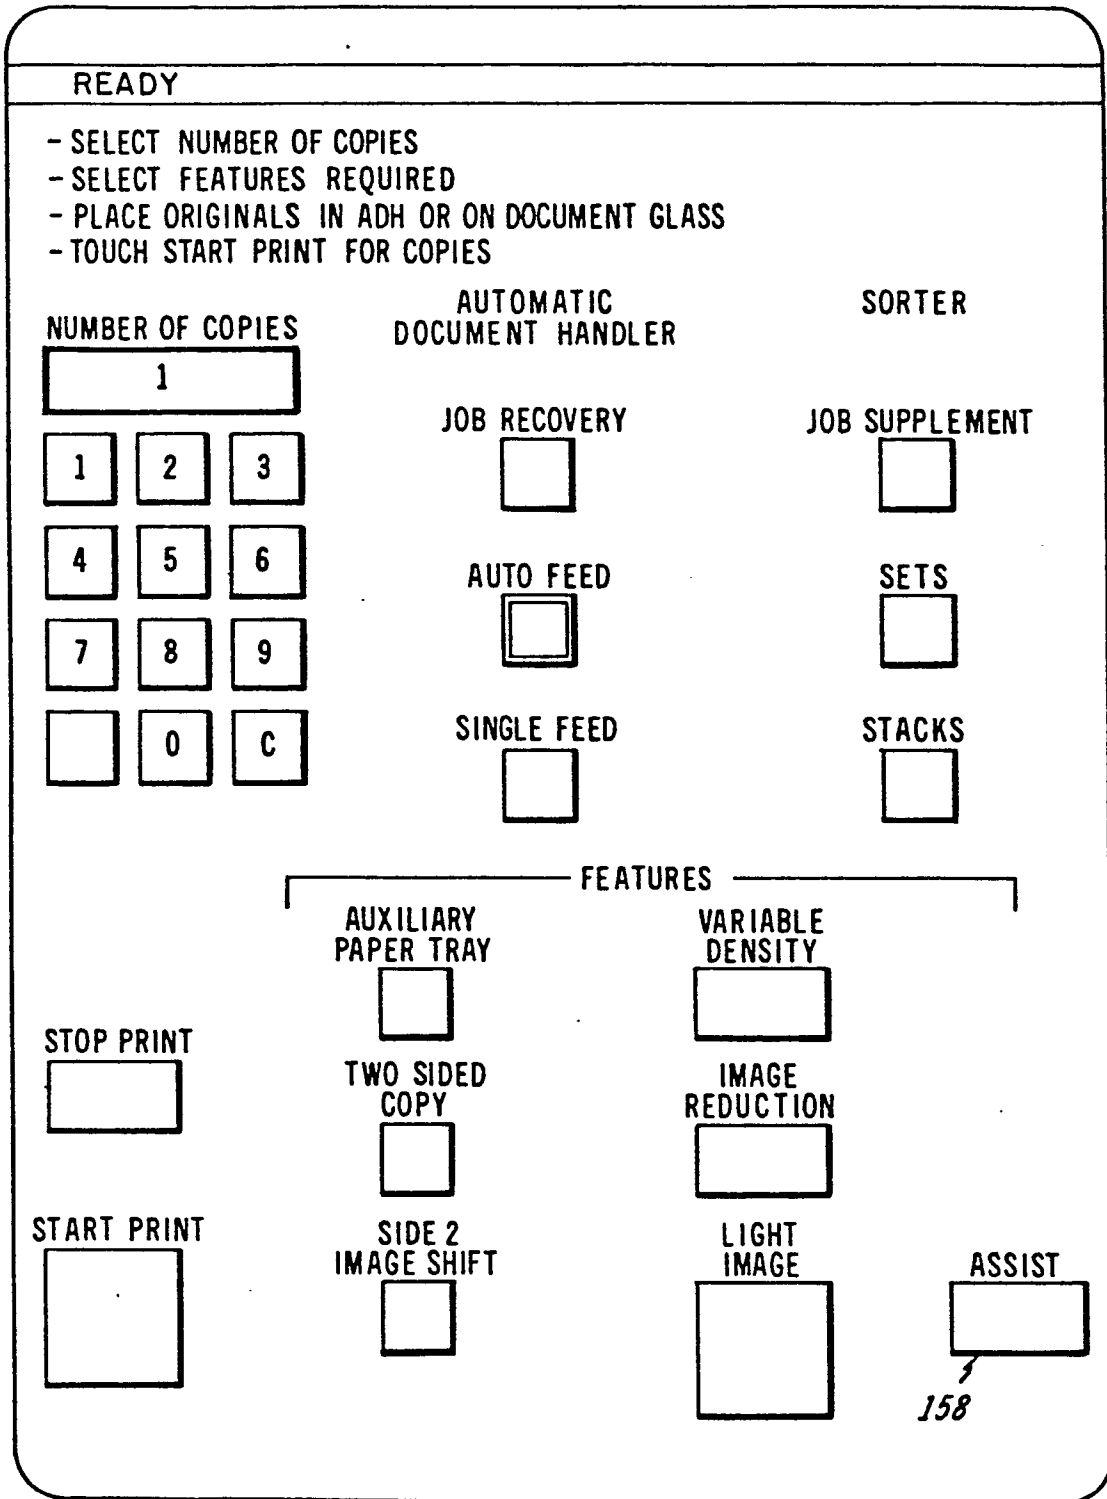 READY
- SELECT NUMBER OF COPIES
- SELECT FEATURES REQUIRED
- PLACE ORIGINALS IN ADH OR ON DOCUMENT GLASS
- TOUCH START PRINT FOR COPIES
NUMBER OF COPIES
1
1 2 3
4 5 6
7 8 9
0 C
AUTOMATIC
DOCUMENT HANDLER
JOB RECOVERY
AUTO FEED
SINGLE FEED
SORTER
JOB SUPPLEMENT
SETS
STACKS
FEATURES
AUXILIARY
PAPER TRAY
TWO SIDED
COPY
SIDE 2
IMAGE SHIFT
VARIABLE
DENSITY
IMAGE
REDUCTION
LIGHT
IMAGE
STOP PRINT
START PRINT
ASSIST
158